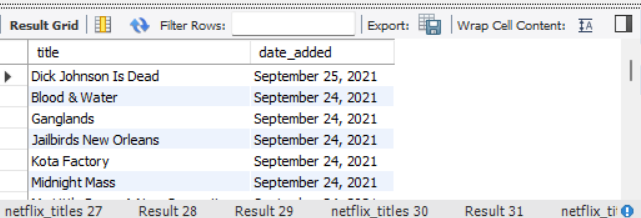 Result Grid Filter Rows: Export: Wrap Cell Content: IA
title date_added
Dick Johnson Is Dead September 25, 2021
Blood & Water September 24, 2021
Ganglands September 24, 2021
Jailbirds New Orleans September 24, 2021
Kota Factory September 24, 2021
Midnight Mass September 24, 2021
netflix_titles 27 Result 28 Result 29 netflix_titles 30 Result 31 netflix_ti